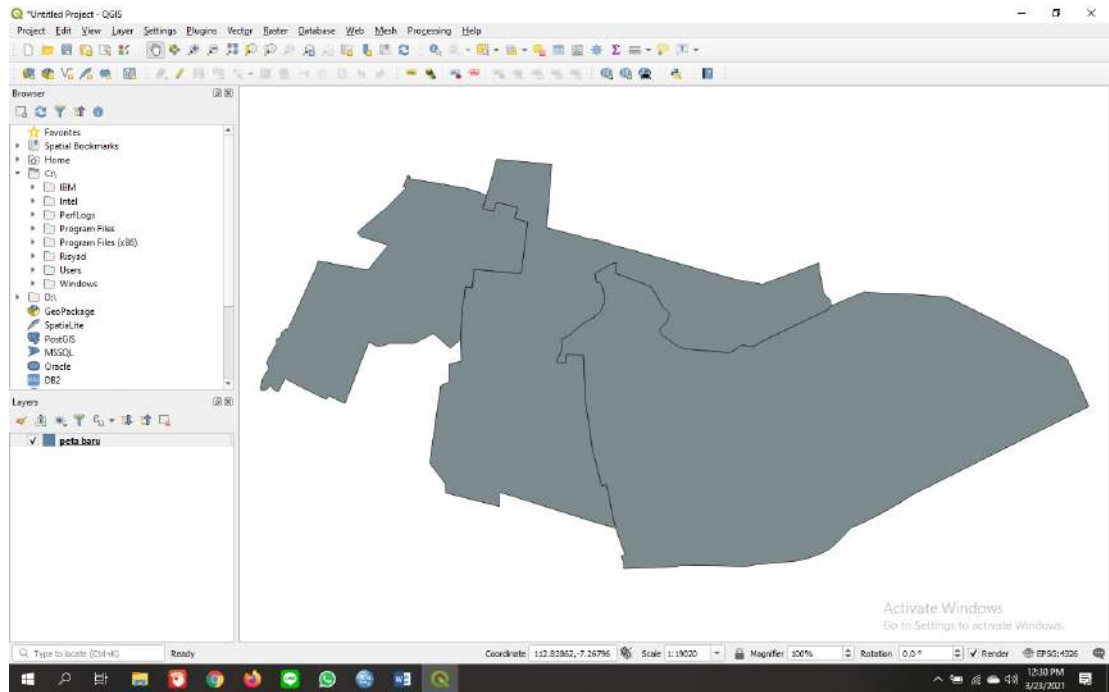 *Untitled Project - QGIS
Project Edit View Layer Settings Plugins Vector Raster Database Web Mesh Processing Help
Browser
Favorites
Spatial Bookmarks
Home
C:\
IBM
Intel
PerfLogs
Program Files
Program Files (x86)
Risyad
Users
Windows
D:\
GeoPackage
SpatiaLite
PostGIS
MSSQL
Oracle
DB2
Layers
peta baru
Activate Windows
Go to Settings to activate Windows.
Type to locate (Ctrl+K) Ready Coordinate 112.82862,-7.26796 Scale 1:19020 Magnifier 100% Rotation 0.0 ° Render EPSG:4326
12:30 PM
3/23/2021